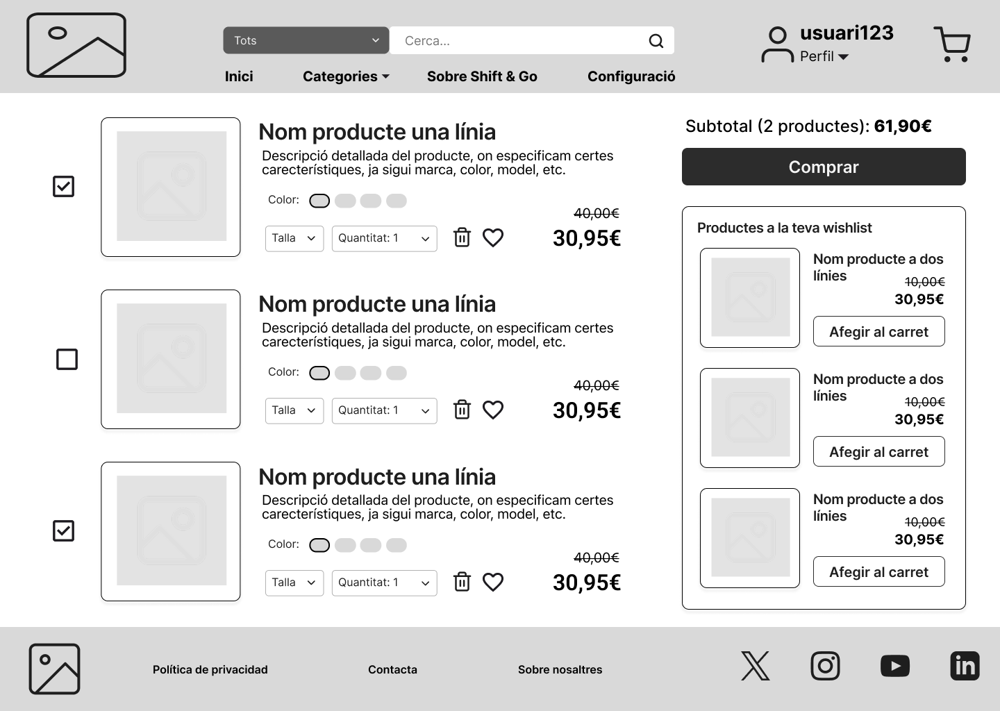 Tots
Cerca...
usuari123
Perfil
Inici
Categories
Sobre Shift & Go
Configuració
Nom producte una línia
Descripció detallada del producte, on especificam certes
carecterístiques, ja sigui marca, color, model, etc.
Color:
40,00€
Talla
Quantitat: 1
30,95€
Nom producte una línia
Descripció detallada del producte, on especificam certes
carecterístiques, ja sigui marca, color, model, etc.
Color:
40,00€
Talla
Quantitat: 1
30,95€
Nom producte una línia
Descripció detallada del producte, on especificam certes
carecterístiques, ja sigui marca, color, model, etc.
Color:
40,00€
Talla
Quantitat: 1
30,95€
Subtotal (2 productes): 61,90€
Comprar
Productes a la teva wishlist
Nom producte a dos
línies
10,00€
30,95€
Afegir al carret
Nom producte a dos
línies
10,00€
30,95€
Afegir al carret
Nom producte a dos
línies
10,00€
30,95€
Afegir al carret
Política de privacidad
Contacta
Sobre nosaltres
in